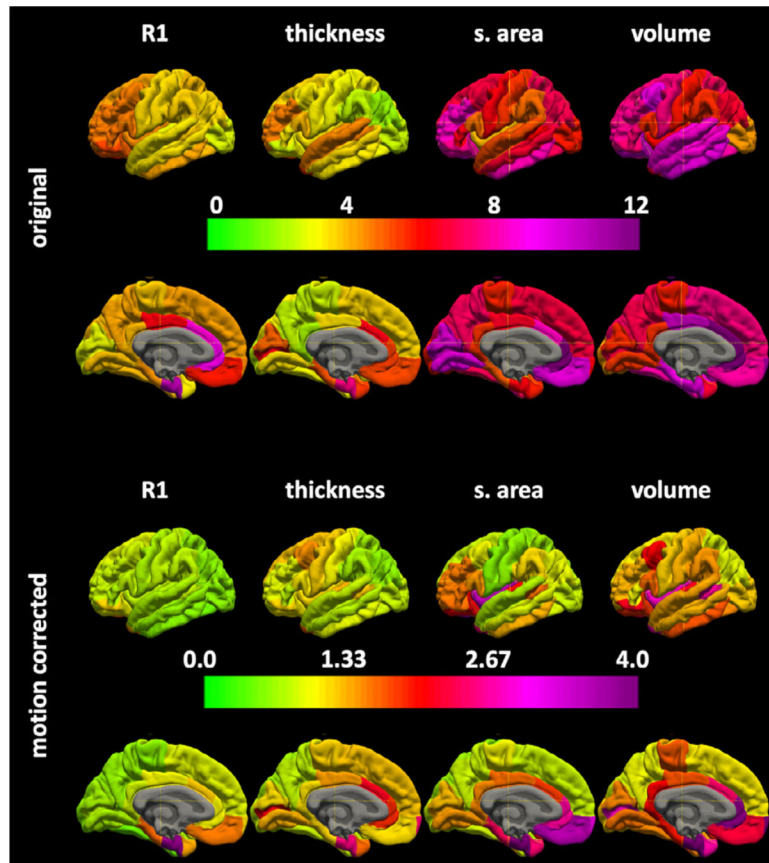 R1 thickness s. area volume
original
0 4 8 12
R1 thickness s. area volume
motion corrected
0.0 1.33 2.67 4.0